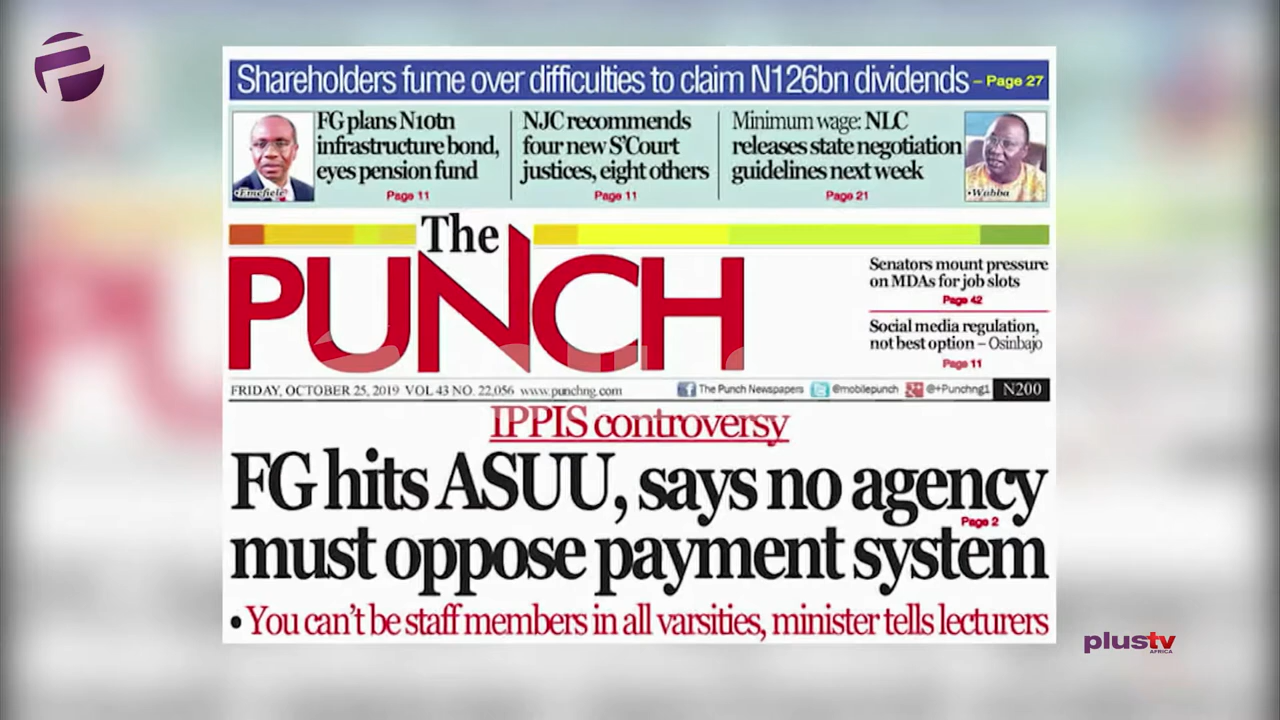 Shareholders fume over difficulties to claim N126bn dividends – Page 27
FG plans N10tn
infrastructure bond,
eyes pension fund
Page 11
•Emefiele
NJC recommends
four new S'Court
justices, eight others
Page 11
Minimum wage: NLC
releases state negotiation
guidelines next week
Page 21
•Wabba
The
PUNCH
Senators mount pressure
on MDAs for job slots
Page 42
Social media regulation,
not best option – Osinbajo
Page 11
FRIDAY, OCTOBER 25, 2019 VOL 43 NO. 22,056 www.punchng.com
The Punch Newspapers @mobilepunch @+Punchng1 N200
IPPIS controversy
FG hits ASUU, says no agency
must oppose payment system
Page 2
• You can't be staff members in all varsities, minister tells lecturers
plustv
AFRICA